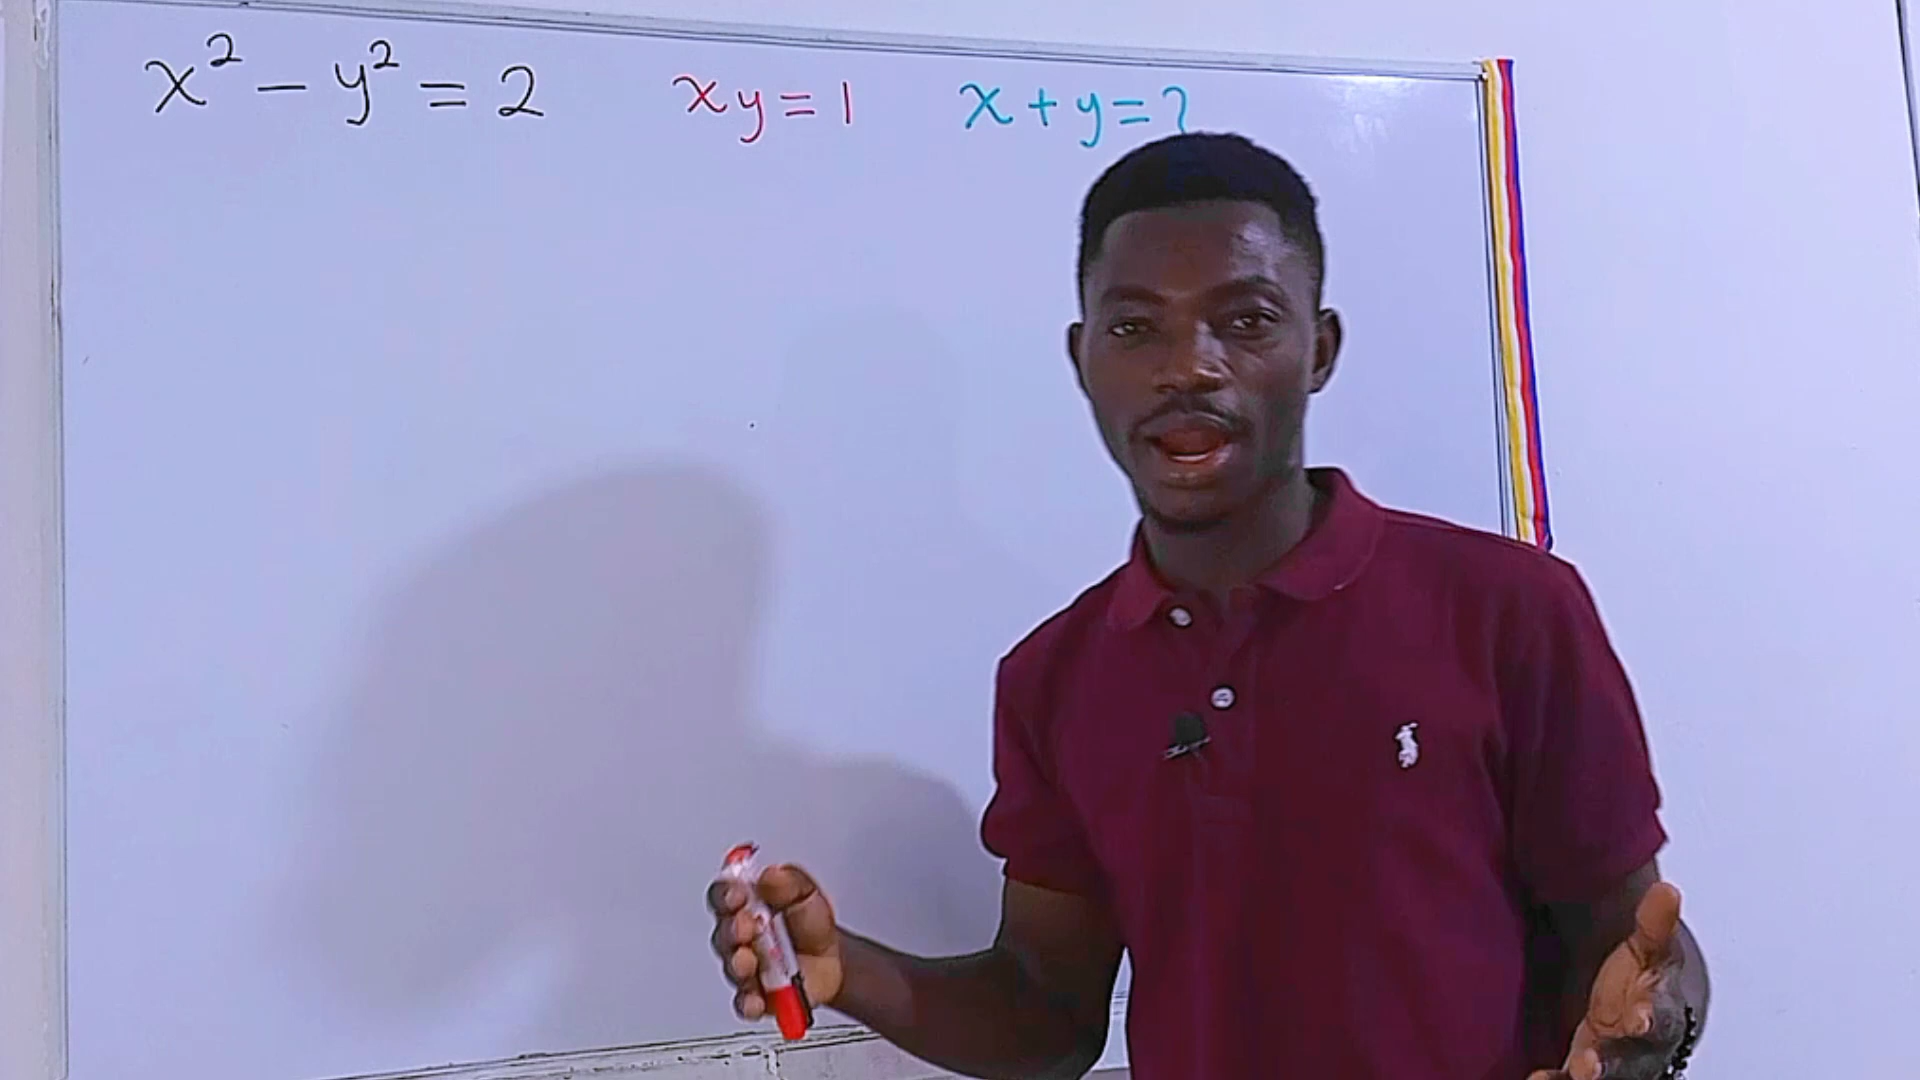 x² – y² = 2 xy = 1 x + y = ?